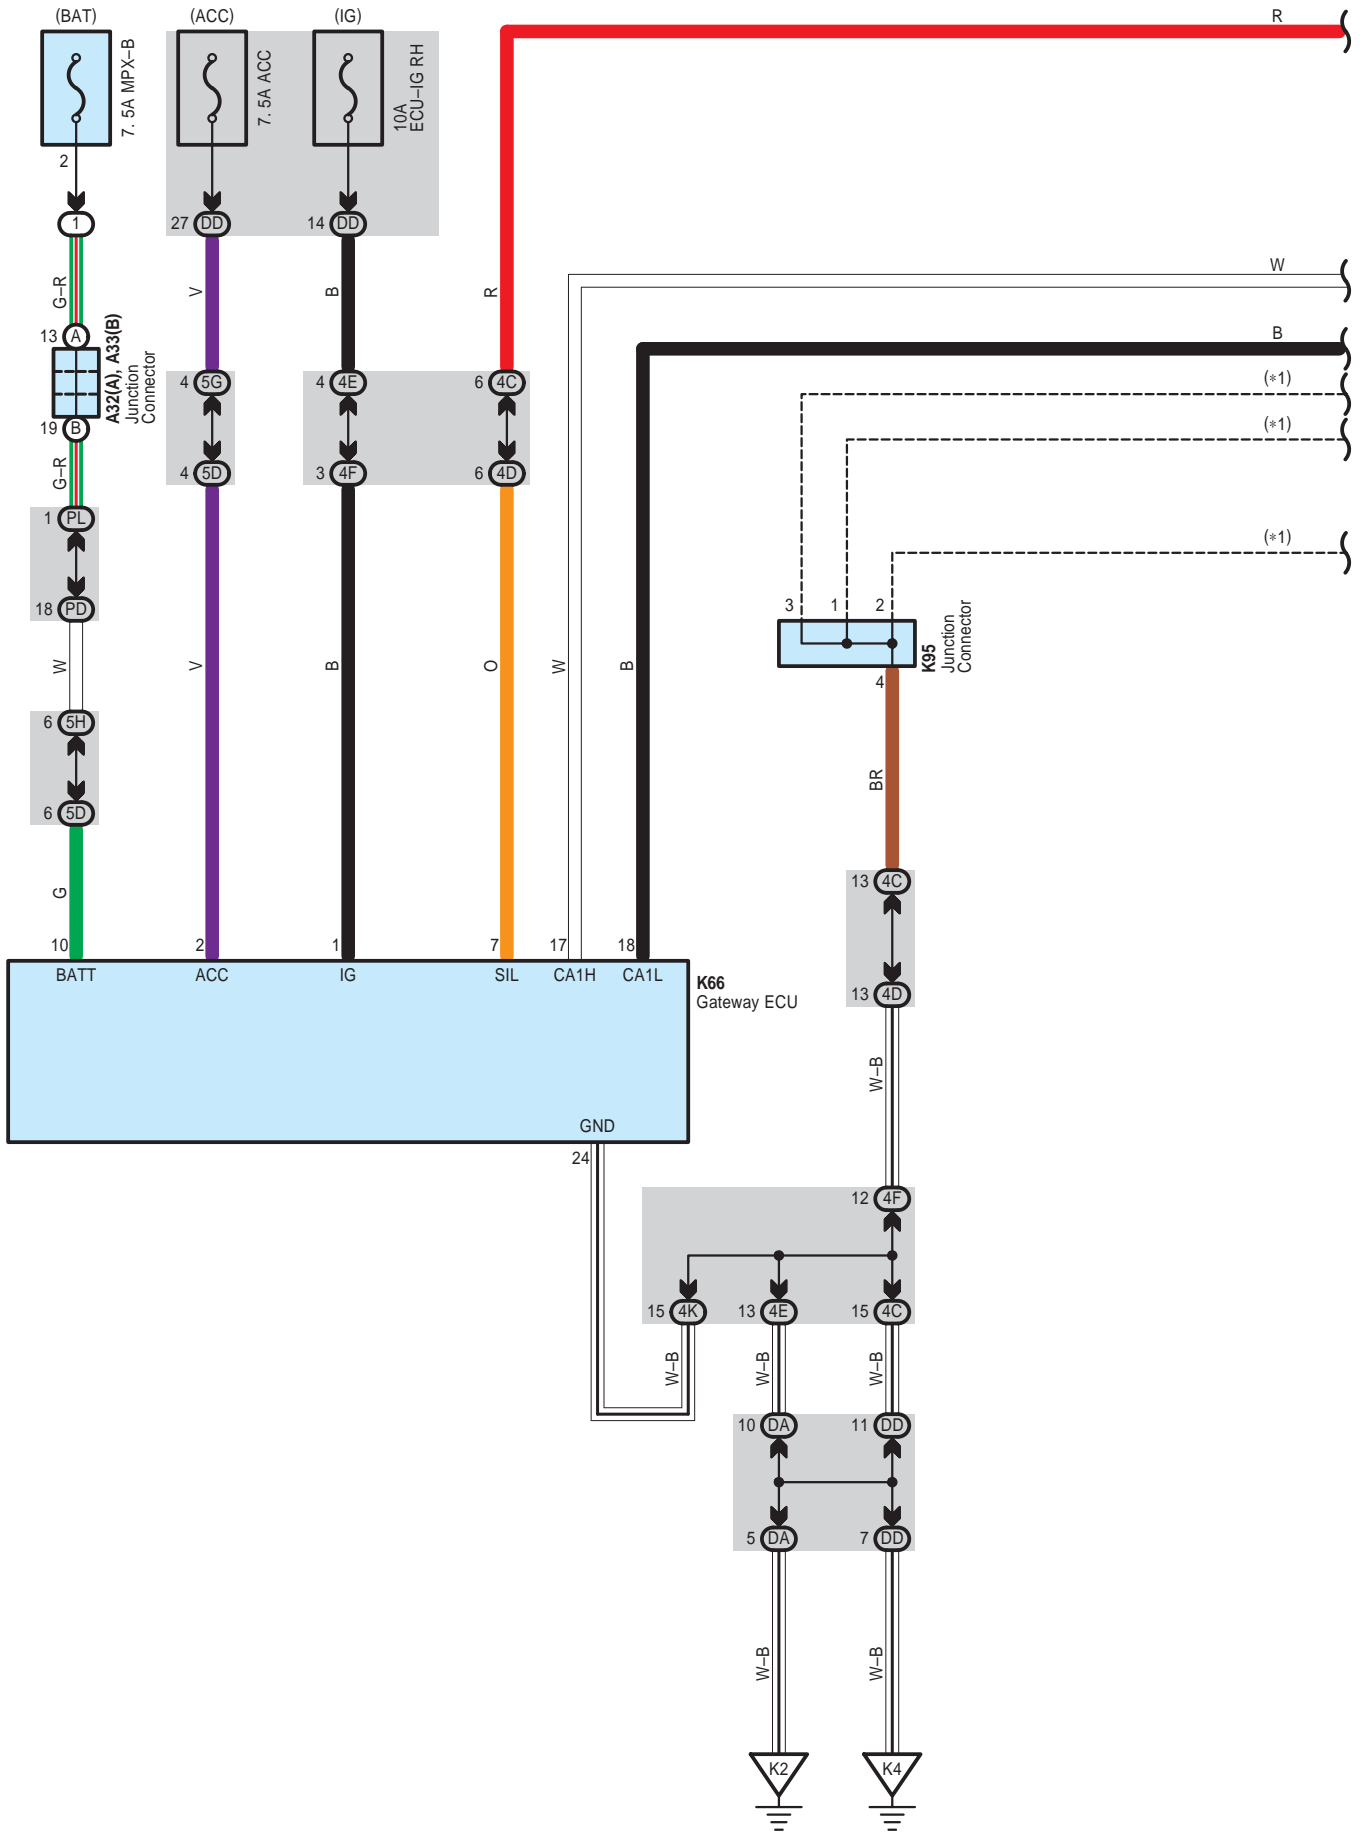 (BAT) (ACC) (IG) R
7. 5A MPX–B
7. 5A ACC
10A
ECU–IG RH
2
1 27 DD 14 DD
W
G–R V B R
B
13 A
A32(A), A33(B)
Junction
Connector
4 5G 4 4E 6 4C
(*1)
19 B
(*1)
G–R
4 5D 3 4F 6 4D
1 PL
(*1)
18 PD
3 1 2
K95
Junction
Connector
W V B O W B
4
6 5H
BR
6 5D
13 4C
G
10 2 1 7 17 18
BATT ACC IG SIL CA1H CA1L
K66
Gateway ECU
13 4D
W–B
GND
24
12 4F
15 4K 13 4E 15 4C
W–B W–B W–B
10 DA 11 DD
5 DA 7 DD
W–B W–B
K2 K4